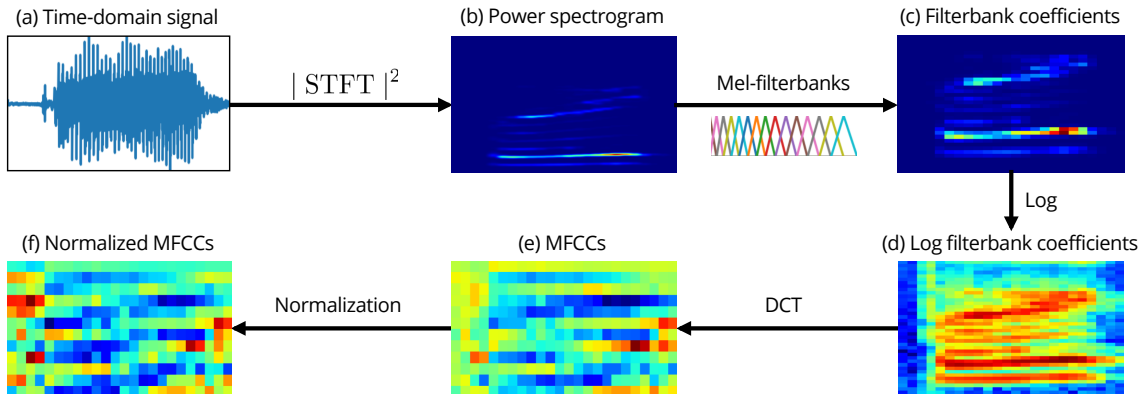 (a) Time-domain signal
(b) Power spectrogram
(c) Filterbank coefficients
| STFT |²
Mel-filterbanks
Log
(f) Normalized MFCCs
(e) MFCCs
(d) Log filterbank coefficients
Normalization
DCT